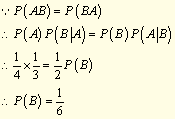 ∵ P(AB) = P(BA)
∴ P(A) P(B|A) = P(B) P(A|B)
∴ 1/4 × 1/3 = 1/2 P(B)
∴ P(B) = 1/6